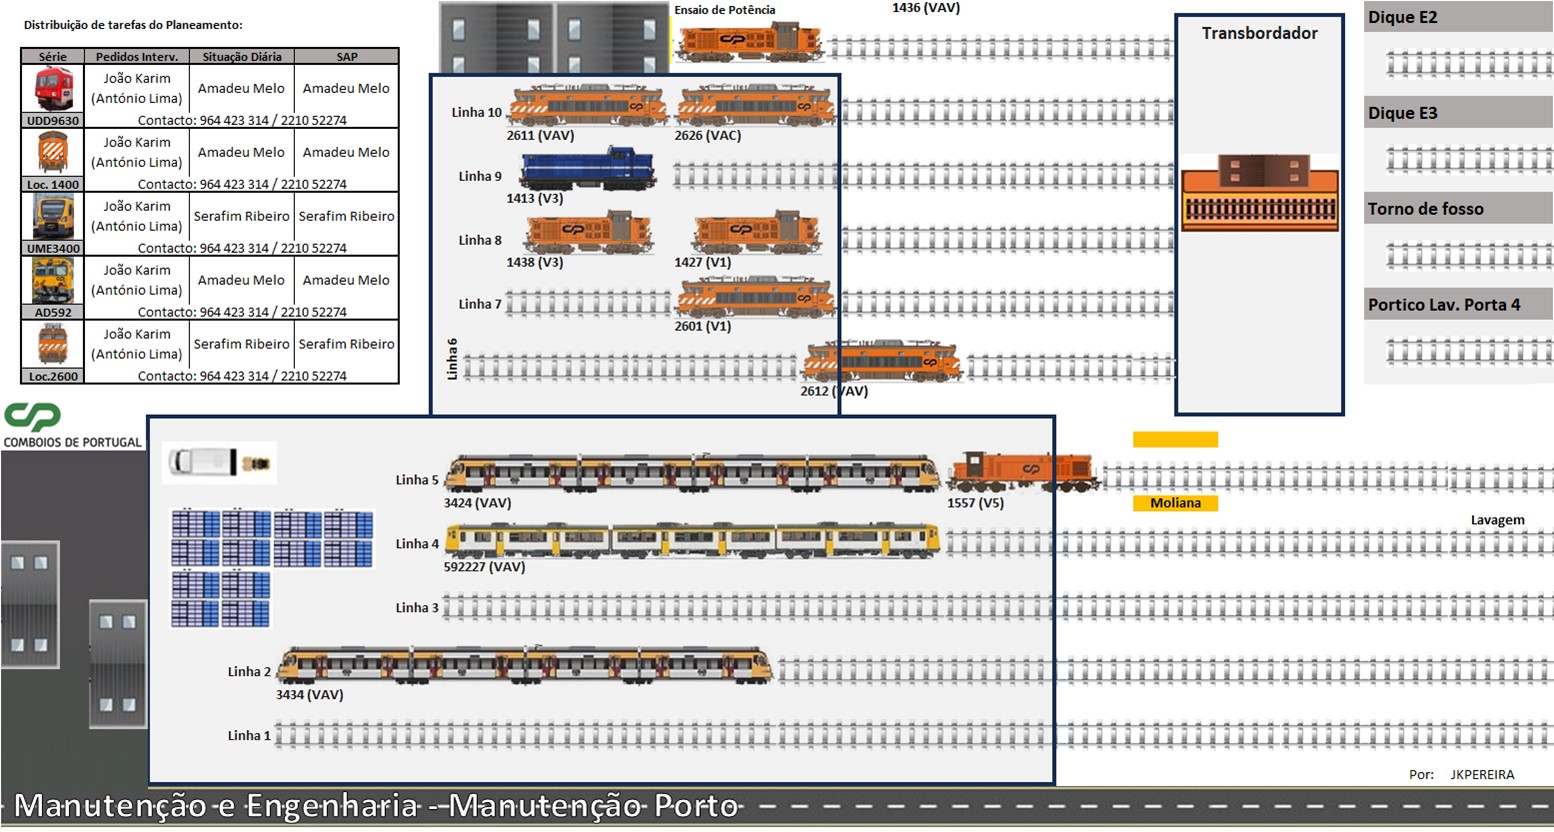 Distribuição de tarefas do Planeamento:
Série Pedidos Interv. Situação Diária SAP
UDD9630 João Karim (António Lima) Amadeu Melo Amadeu Melo
Contacto: 964 423 314 / 2210 52274
Loc. 1400 João Karim (António Lima) Amadeu Melo Amadeu Melo
Contacto: 964 423 314 / 2210 52274
UME3400 João Karim (António Lima) Serafim Ribeiro Serafim Ribeiro
Contacto: 964 423 314 / 2210 52274
AD592 João Karim (António Lima) Amadeu Melo Amadeu Melo
Contacto: 964 423 314 / 2210 52274
Loc.2600 João Karim (António Lima) Serafim Ribeiro Serafim Ribeiro
Contacto: 964 423 314 / 2210 52274
CP
COMBOIOS DE PORTUGAL
Ensaio de Potência
1436 (VAV)
Linha 10
2611 (VAV) 2626 (VAC)
Linha 9
1413 (V3)
Linha 8
1438 (V3) 1427 (V1)
Linha 7
2601 (V1)
Linha 6
2612 (VAV)
Transbordador
Dique E2
Dique E3
Torno de fosso
Portico Lav. Porta 4
Linha 5
3424 (VAV) 1557 (V5)
Moliana
Lavagem
Linha 4
592227 (VAV)
Linha 3
Linha 2
3434 (VAV)
Linha 1
Por: JKPEREIRA
Manutenção e Engenharia - Manutenção Porto